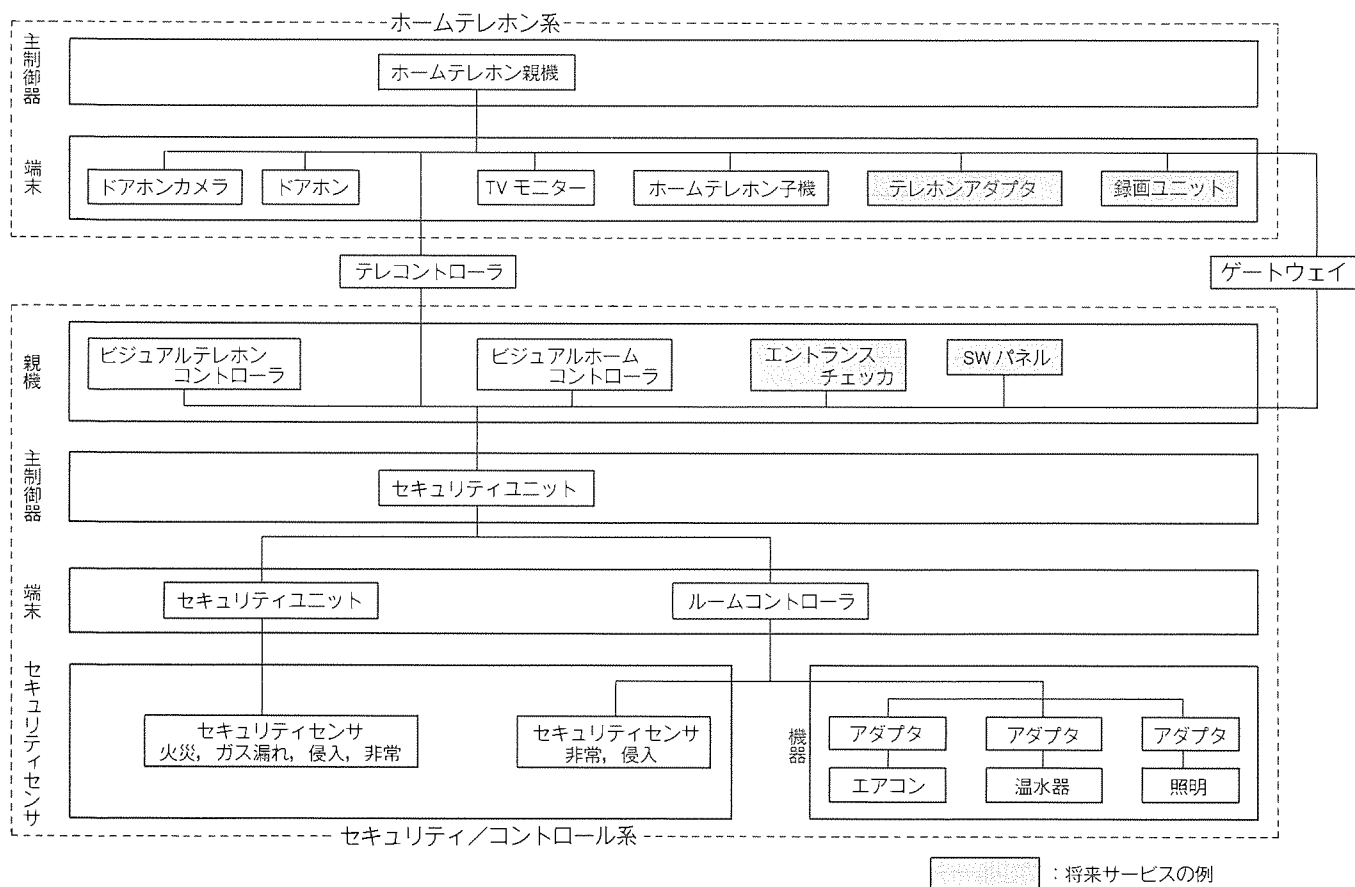 ホームテレホン系
主制御器
ホームテレホン親機
端末
ドアホンカメラ
ドアホン
TVモニター
ホームテレホン子機
テレホンアダプタ
録画ユニット
テレコントローラ
ゲートウェイ
親機
ビジュアルテレホン
コントローラ
ビジュアルホーム
コントローラ
エントランス
チェッカ
SWパネル
主制御器
セキュリティユニット
端末
セキュリティユニット
ルームコントローラ
セキュリティセンサ
セキュリティセンサ
火災，ガス漏れ，侵入，非常
セキュリティセンサ
非常，侵入
機器
アダプタ
アダプタ
アダプタ
エアコン
温水器
照明
セキュリティ／コントロール系
：将来サービスの例